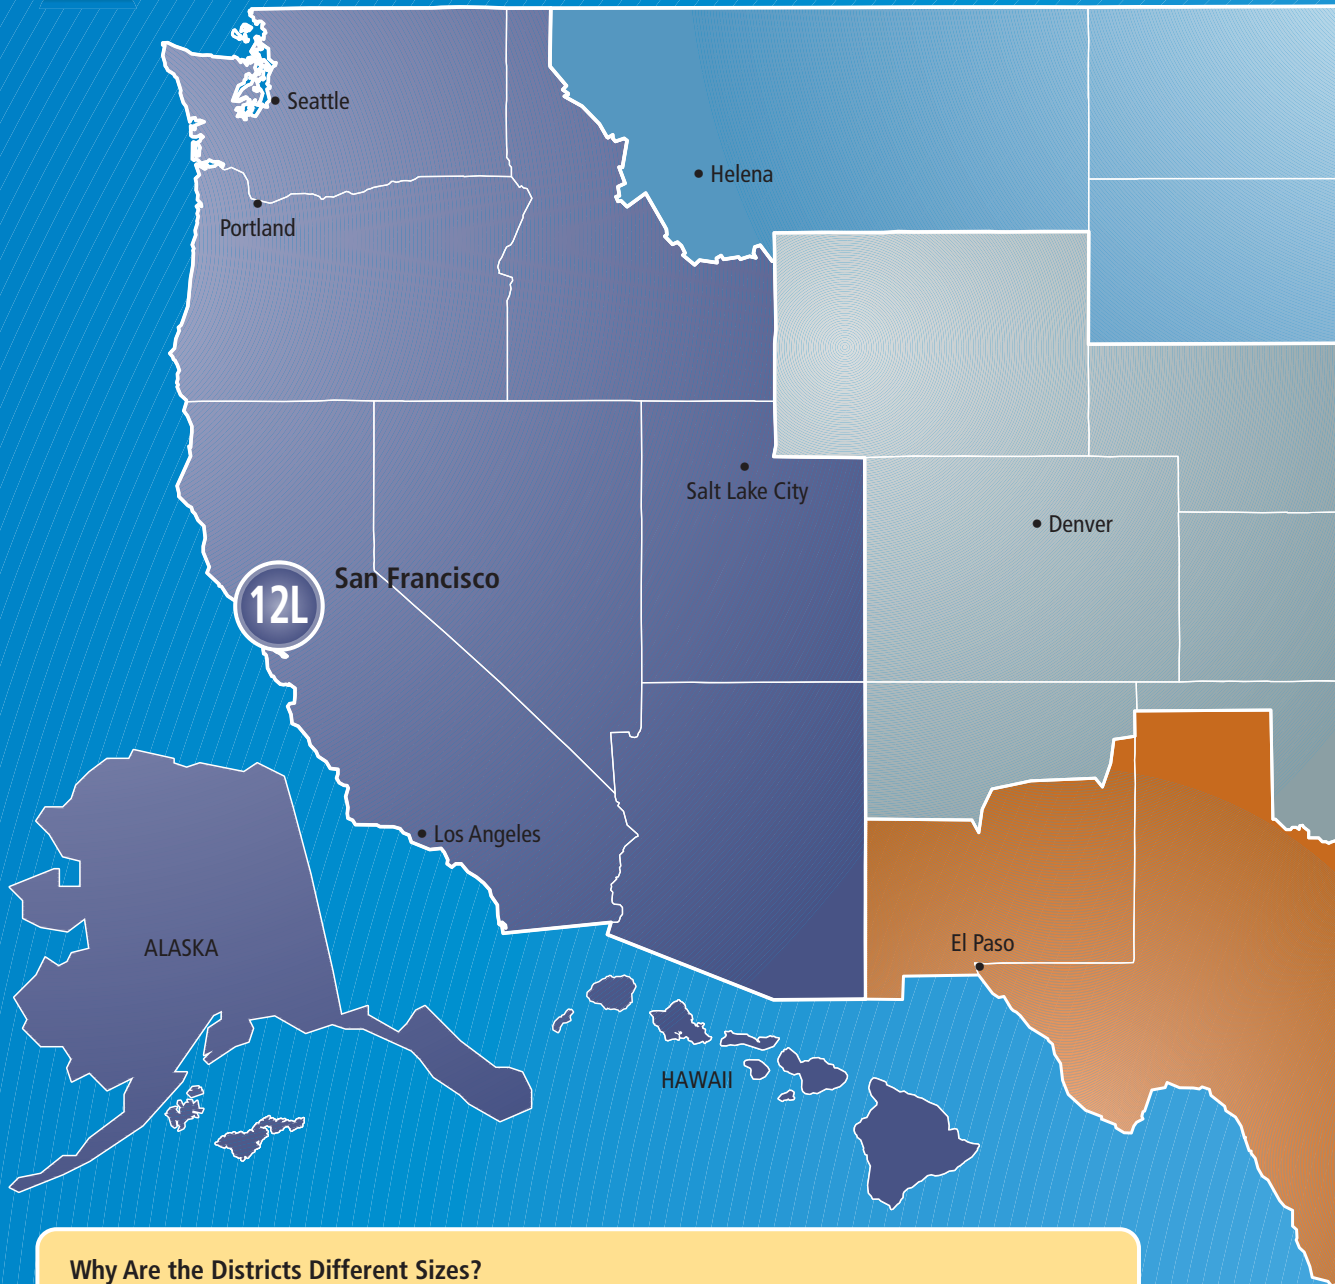 Seattle
Helena
Portland
Salt Lake City
Denver
San Francisco
12L
Los Angeles
El Paso
ALASKA
HAWAII
Why Are the Districts Different Sizes?